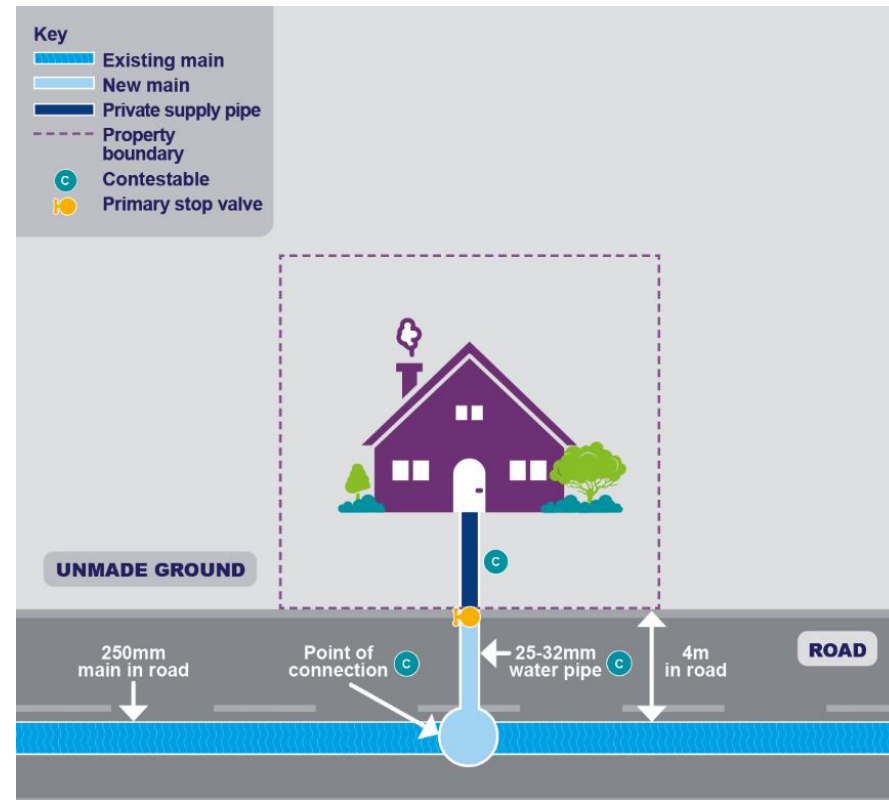 Key
Existing main
New main
Private supply pipe
Property
boundary
C
Contestable
Primary stop valve
C
UNMADE GROUND
250mm
main in road
Point of
connection C
25-32mm
water pipe C
4m
in road
ROAD